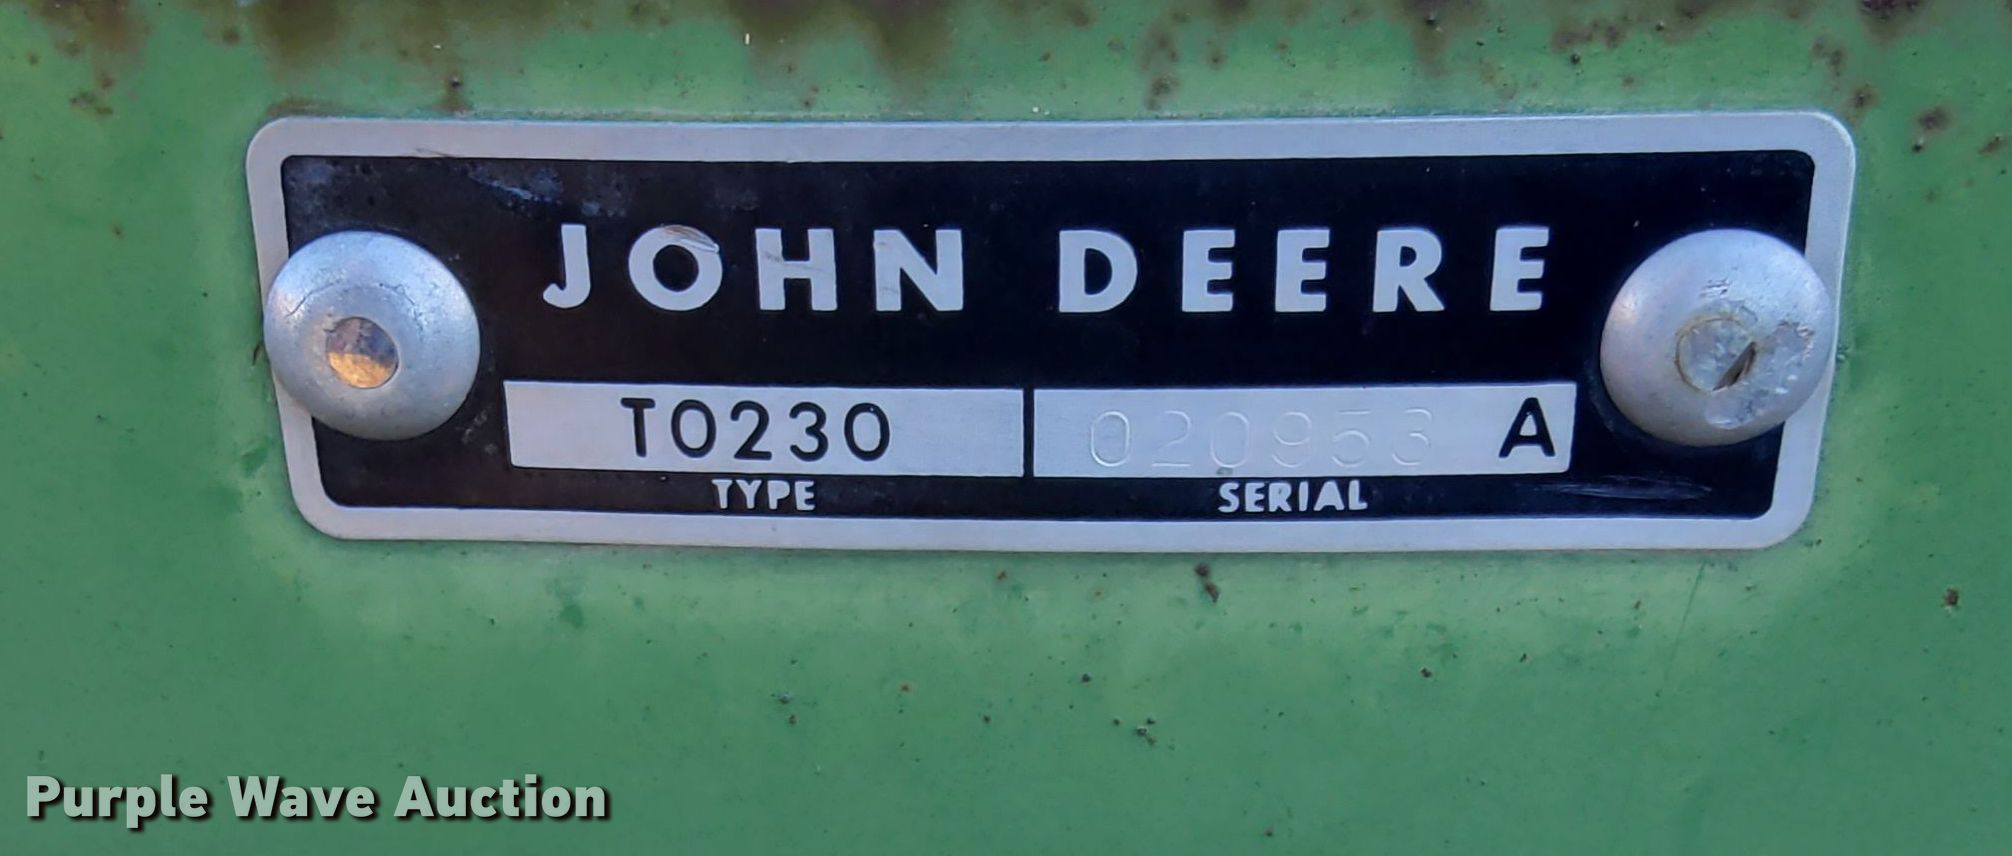 JOHN DEERE
T0230 020953 A
TYPE SERIAL
Purple Wave Auction